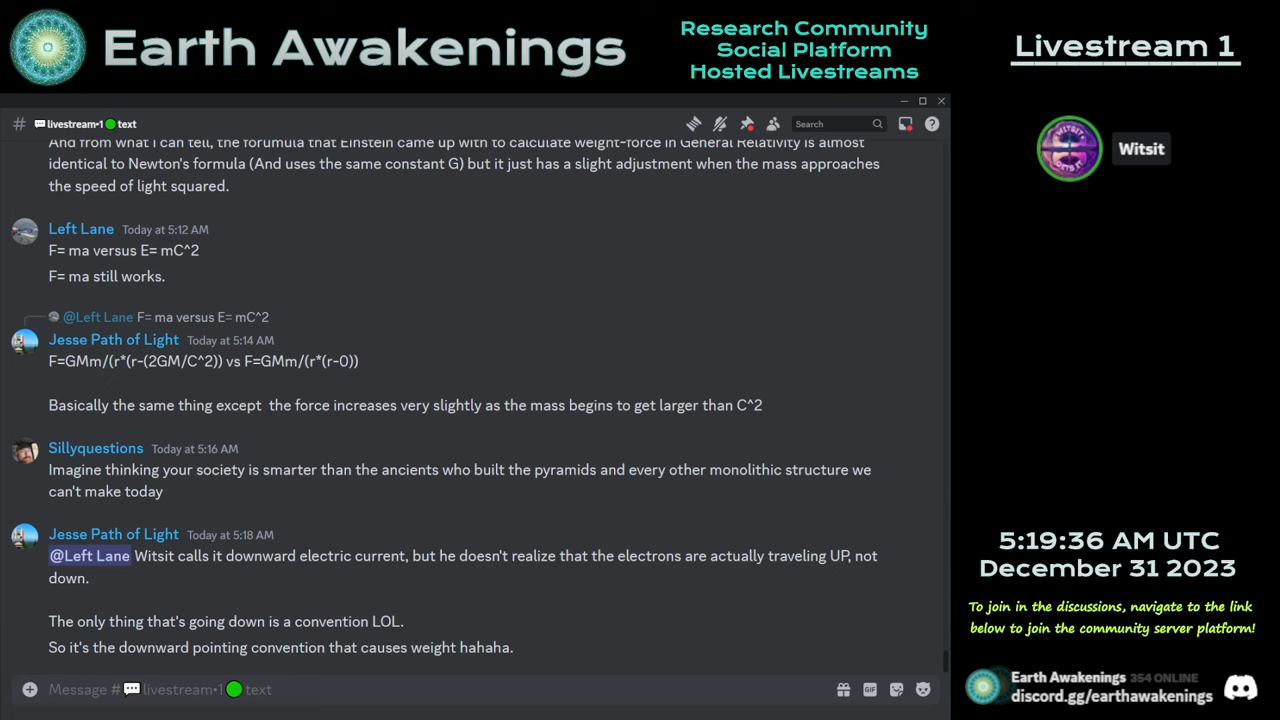 Earth Awakenings
Research Community
Social Platform
Hosted Livestreams
Livestream 1
# 💬livestream•1🟢text
Search
And from what I can tell, the forumula that Einstein came up with to calculate weight-force in General Relativity is almost
identical to Newton's formula (And uses the same constant G) but it just has a slight adjustment when the mass approaches
the speed of light squared.
Left Lane Today at 5:12 AM
F= ma versus E= mC^2
F= ma still works.
@Left Lane F= ma versus E= mC^2
Jesse Path of Light Today at 5:14 AM
F=GMm/(r*(r-(2GM/C^2)) vs F=GMm/(r*(r-0))
Basically the same thing except the force increases very slightly as the mass begins to get larger than C^2
Sillyquestions Today at 5:16 AM
Imagine thinking your society is smarter than the ancients who built the pyramids and every other monolithic structure we
can't make today
Jesse Path of Light Today at 5:18 AM
@Left Lane Witsit calls it downward electric current, but he doesn't realize that the electrons are actually traveling UP, not
down.
The only thing that's going down is a convention LOL.
So it's the downward pointing convention that causes weight hahaha.
Message #💬livestream•1🟢text
GIF
WITSIT
GETS IT
Witsit
5:19:36 AM UTC
December 31 2023
To join in the discussions, navigate to the link
below to join the community server platform!
Earth Awakenings 354 ONLINE
discord.gg/earthawakenings